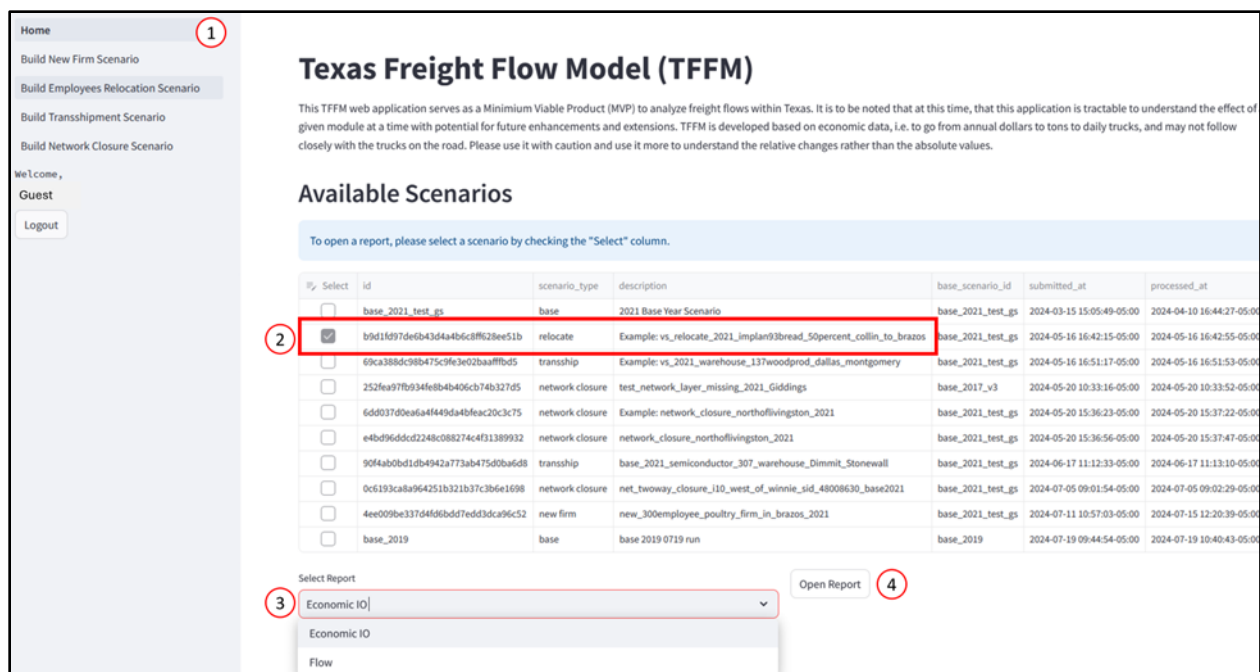 Home
1
Build New Firm Scenario
Build Employees Relocation Scenario
Build Transshipment Scenario
Build Network Closure Scenario
Welcome,
Guest
Logout
Texas Freight Flow Model (TFFM)
This TFFM web application serves as a Minimium Viable Product (MVP) to analyze freight flows within Texas. It is to be noted that at this time, that this application is tractable to understand the effect of
given module at a time with potential for future enhancements and extensions. TFFM is developed based on economic data, i.e. to go from annual dollars to tons to daily trucks, and may not follow
closely with the trucks on the road. Please use it with caution and use it more to understand the relative changes rather than the absolute values.
Available Scenarios
To open a report, please select a scenario by checking the "Select" column.
Select id scenario_type description base_scenario_id submitted_at processed_at
base_2021_test_gs base 2021 Base Year Scenario base_2021_test_gs 2024-03-15 15:05:49-05:00 2024-04-10 16:44:27-05:00
2 b9d1fd97de6b43d4a4b6c8ff628ee51b relocate Example: vs_relocate_2021_implan93bread_50percent_collin_to_brazos base_2021_test_gs 2024-05-16 16:42:15-05:00 2024-05-16 16:42:55-05:00
69ca388dc98b475c9fe3e02baafffbd5 transship Example: vs_2021_warehouse_137woodprod_dallas_montgomery base_2021_test_gs 2024-05-16 16:51:17-05:00 2024-05-16 16:51:53-05:00
252fea97fb934fe8b4b406cb74b327d5 network closure test_network_layer_missing_2021_Giddings base_2017_v3 2024-05-20 10:33:16-05:00 2024-05-20 10:33:52-05:00
6dd037d0ea6a4f449da4bfeac20c3c75 network closure Example: network_closure_northoflivingston_2021 base_2021_test_gs 2024-05-20 15:36:23-05:00 2024-05-20 15:37:22-05:00
e4bd96ddcd2248c088274c4f31389932 network closure network_closure_northoflivingston_2021 base_2021_test_gs 2024-05-20 15:36:56-05:00 2024-05-20 15:37:47-05:00
90f4ab0bd1db4942a773ab475d0ba6d8 transship base_2021_semiconductor_307_warehouse_Dimmit_Stonewall base_2021_test_gs 2024-06-17 11:12:33-05:00 2024-06-17 11:13:10-05:00
0c6193ca8a964251b321b37c3b6e1698 network closure net_twoway_closure_i10_west_of_winnie_sid_48008630_base2021 base_2021_test_gs 2024-07-05 09:01:54-05:00 2024-07-05 09:02:29-05:00
4ee009be337d4fd6bdd7edd3dca96c52 new firm new_300employee_poultry_firm_in_brazos_2021 base_2021_test_gs 2024-07-11 10:57:03-05:00 2024-07-15 12:20:39-05:00
base_2019 base base 2019 0719 run base_2019 2024-07-19 09:44:54-05:00 2024-07-19 10:40:43-05:00
Select Report
3 Economic IO
Open Report 4
Economic IO
Flow